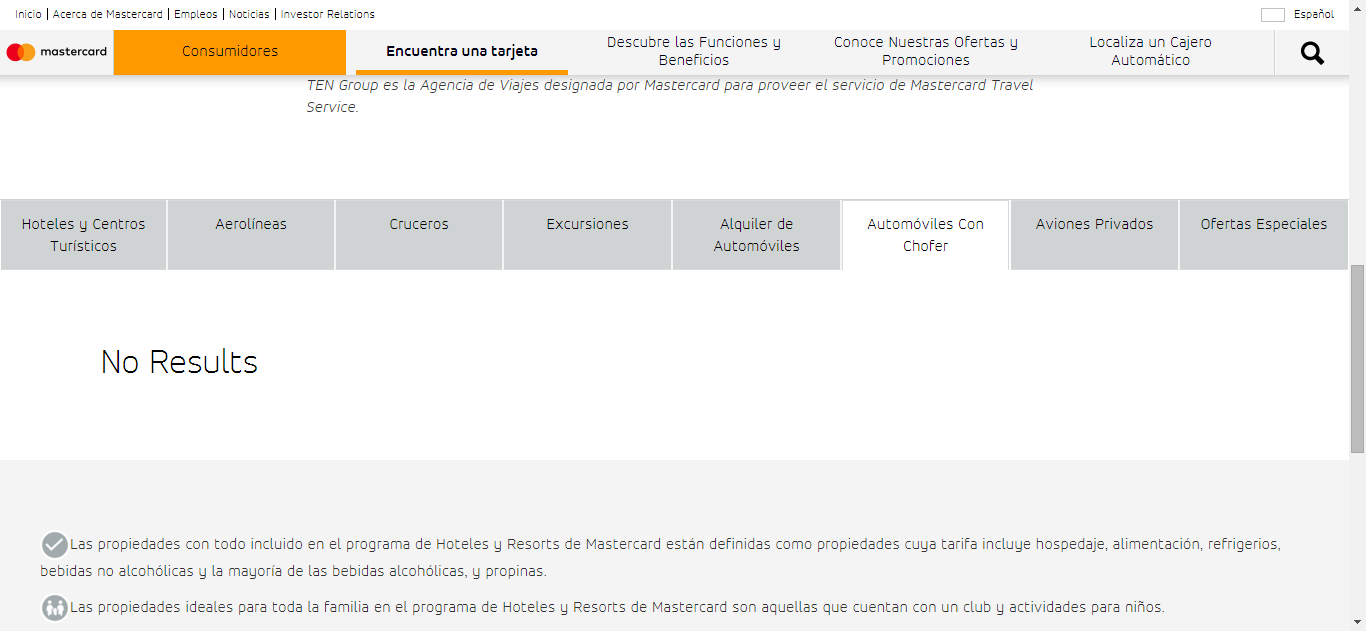 Inicio | Acerca de Mastercard | Empleos | Noticias | Investor Relations
Español
mastercard
Consumidores
Encuentra una tarjeta
Descubre las Funciones y
Beneficios
Conoce Nuestras Ofertas y
Promociones
Localiza un Cajero
Automático
TEN Group es la Agencia de Viajes designada por Mastercard para proveer el servicio de Mastercard Travel
Service.
Hoteles y Centros
Turísticos
Aerolíneas
Cruceros
Excursiones
Alquiler de
Automóviles
Automóviles Con
Chofer
Aviones Privados
Ofertas Especiales
No Results
Las propiedades con todo incluido en el programa de Hoteles y Resorts de Mastercard están definidas como propiedades cuya tarifa incluye hospedaje, alimentación, refrigerios,
bebidas no alcohólicas y la mayoría de las bebidas alcohólicas, y propinas.
Las propiedades ideales para toda la familia en el programa de Hoteles y Resorts de Mastercard son aquellas que cuentan con un club y actividades para niños.